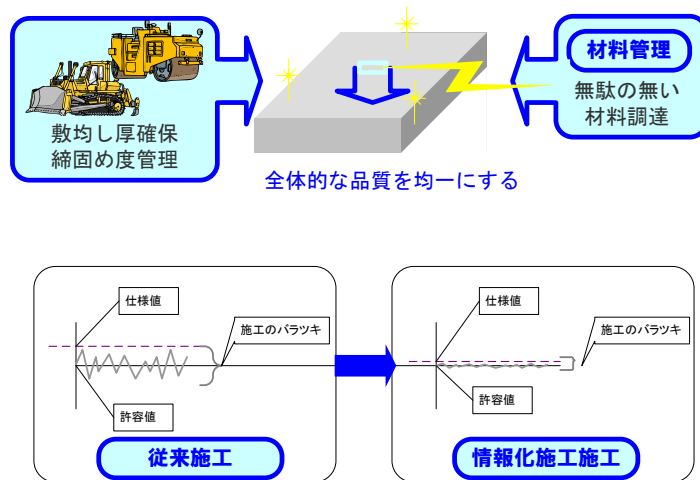 敷均し厚確保
締固め度管理
材料管理
無駄の無い
材料調達
全体的な品質を均一にする
仕様値
施工のバラツキ
許容値
従来施工
仕様値
施工のバラツキ
許容値
情報化施工施工